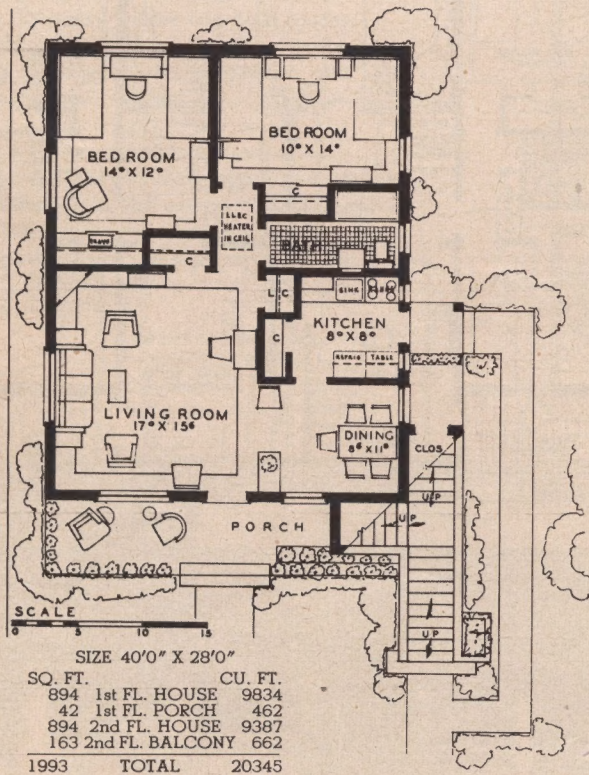 BED ROOM
14° X 12°
BED ROOM
10° X 14°
C
ELEC
HEATER
IN CEIL
BATH
C
L C
SINK
KITCHEN
8° X 8°
C
REFRIG TABLE
LIVING ROOM
17° X 15⁶
DINING
8⁶ X 11°
CLOS
UP
UP
PORCH
UP
SCALE
0 5 10 15
SIZE 40'0" X 28'0"
SQ. FT. CU. FT.
894 1st FL. HOUSE 9834
42 1st FL. PORCH 462
894 2nd FL. HOUSE 9387
163 2nd FL. BALCONY 662
1993 TOTAL 20345